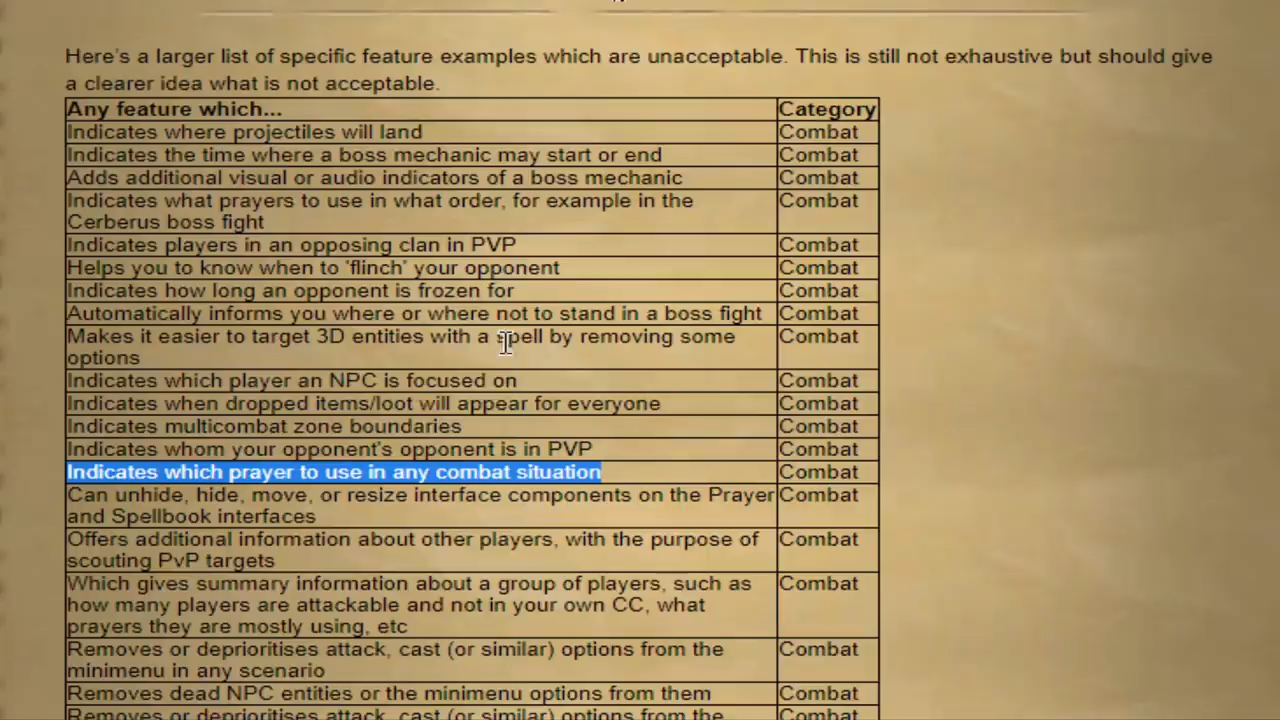 Here's a larger list of specific feature examples which are unacceptable. This is still not exhaustive but should give
a clearer idea what is not acceptable.
Any feature which... Category
Indicates where projectiles will land Combat
Indicates the time where a boss mechanic may start or end Combat
Adds additional visual or audio indicators of a boss mechanic Combat
Indicates what prayers to use in what order, for example in the Combat
Cerberus boss fight
Indicates players in an opposing clan in PVP Combat
Helps you to know when to 'flinch' your opponent Combat
Indicates how long an opponent is frozen for Combat
Automatically informs you where or where not to stand in a boss fight Combat
Makes it easier to target 3D entities with a spell by removing some Combat
options
Indicates which player an NPC is focused on Combat
Indicates when dropped items/loot will appear for everyone Combat
Indicates multicombat zone boundaries Combat
Indicates whom your opponent's opponent is in PVP Combat
Indicates which prayer to use in any combat situation Combat
Can unhide, hide, move, or resize interface components on the Prayer Combat
and Spellbook interfaces
Offers additional information about other players, with the purpose of Combat
scouting PvP targets
Which gives summary information about a group of players, such as Combat
how many players are attackable and not in your own CC, what
prayers they are mostly using, etc
Removes or deprioritises attack, cast (or similar) options from the Combat
minimenu in any scenario
Removes dead NPC entities or the minimenu options from them Combat
Removes or deprioritises attack, cast (or similar) options from the Combat